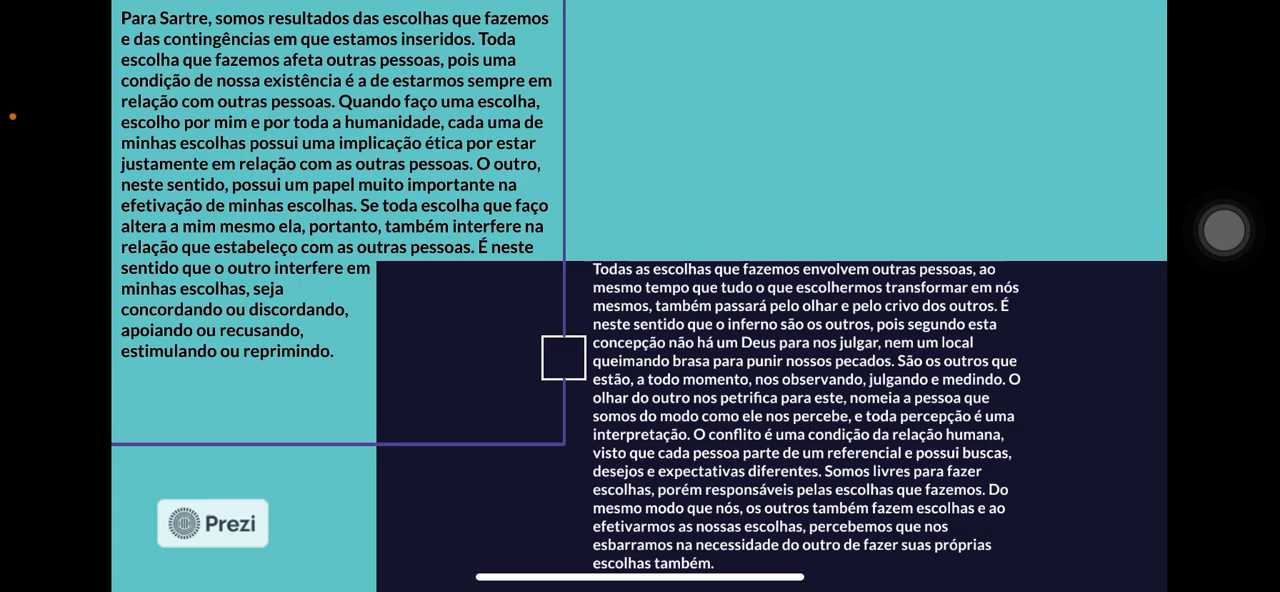 Para Sartre, somos resultados das escolhas que fazemos
e das contingências em que estamos inseridos. Toda
escolha que fazemos afeta outras pessoas, pois uma
condição de nossa existência é a de estarmos sempre em
relação com outras pessoas. Quando faço uma escolha,
escolho por mim e por toda a humanidade, cada uma de
minhas escolhas possui uma implicação ética por estar
justamente em relação com as outras pessoas. O outro,
neste sentido, possui um papel muito importante na
efetivação de minhas escolhas. Se toda escolha que faço
altera a mim mesmo ela, portanto, também interfere na
relação que estabeleço com as outras pessoas. É neste
sentido que o outro interfere em
minhas escolhas, seja
concordando ou discordando,
apoiando ou recusando,
estimulando ou reprimindo.
Todas as escolhas que fazemos envolvem outras pessoas, ao
mesmo tempo que tudo o que escolhermos transformar em nós
mesmos, também passará pelo olhar e pelo crivo dos outros. É
neste sentido que o inferno são os outros, pois segundo esta
concepção não há um Deus para nos julgar, nem um local
queimando brasa para punir nossos pecados. São os outros que
estão, a todo momento, nos observando, julgando e medindo. O
olhar do outro nos petrifica para este, nomeia a pessoa que
somos do modo como ele nos percebe, e toda percepção é uma
interpretação. O conflito é uma condição da relação humana,
visto que cada pessoa parte de um referencial e possui buscas,
desejos e expectativas diferentes. Somos livres para fazer
escolhas, porém responsáveis pelas escolhas que fazemos. Do
mesmo modo que nós, os outros também fazem escolhas e ao
efetivarmos as nossas escolhas, percebemos que nos
esbarramos na necessidade do outro de fazer suas próprias
escolhas também.
Prezi